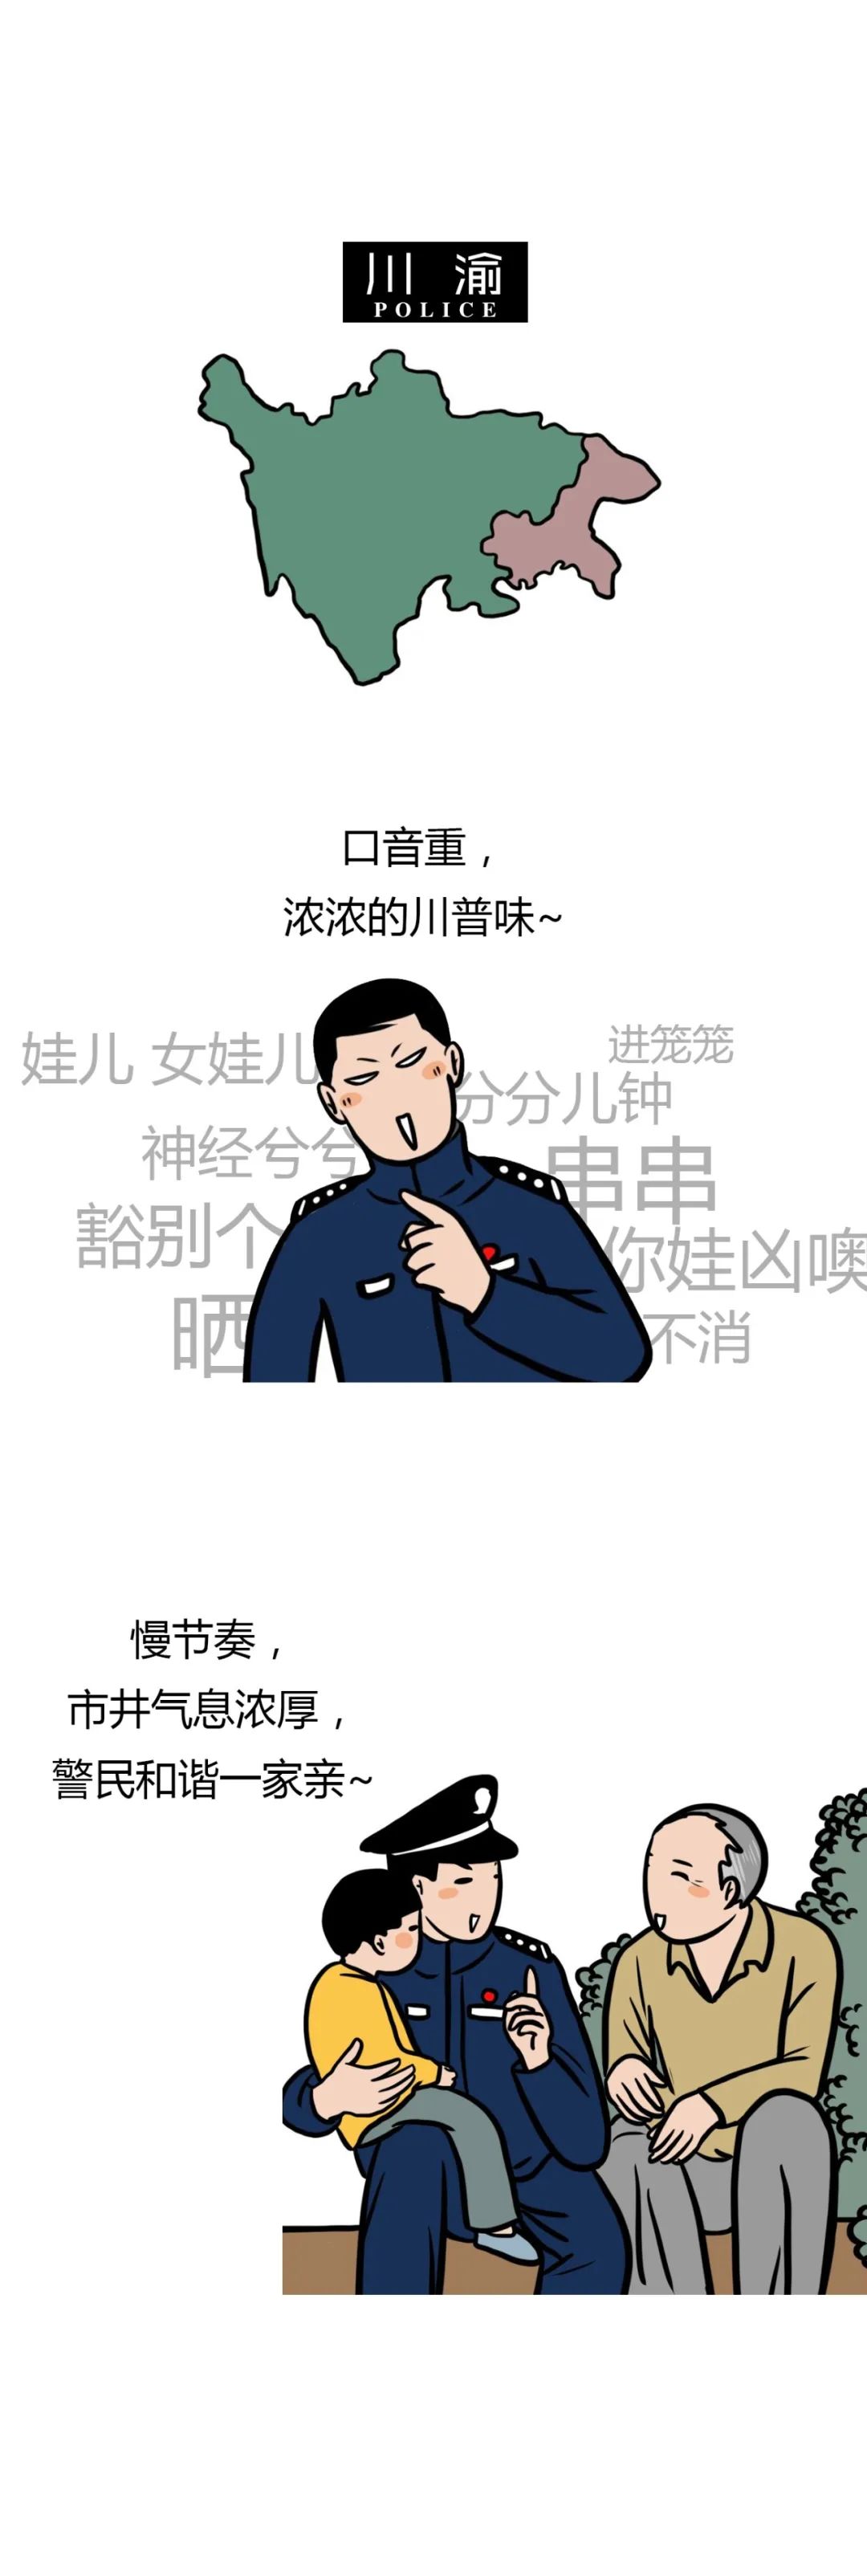 川 渝
POLICE
口音重，
浓浓的川普味~
进笼笼
娃儿 女娃儿
分分儿钟
神经兮兮
串串
豁别个
你娃凶噢
晒
不消
慢节奏，
市井气息浓厚，
警民和谐一家亲~